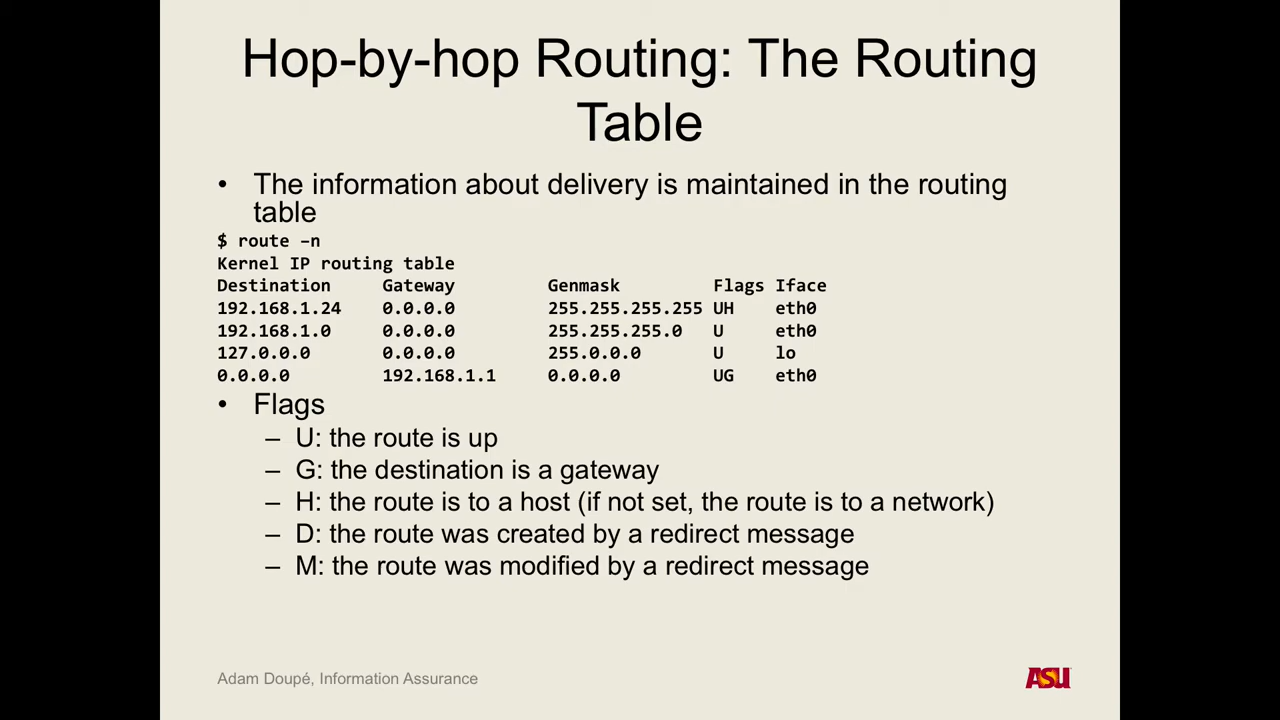 Hop-by-hop Routing: The Routing
Table
• The information about delivery is maintained in the routing
table
$ route –n
Kernel IP routing table
Destination Gateway Genmask Flags Iface
192.168.1.24 0.0.0.0 255.255.255.255 UH eth0
192.168.1.0 0.0.0.0 255.255.255.0 U eth0
127.0.0.0 0.0.0.0 255.0.0.0 U lo
0.0.0.0 192.168.1.1 0.0.0.0 UG eth0
• Flags
– U: the route is up
– G: the destination is a gateway
– H: the route is to a host (if not set, the route is to a network)
– D: the route was created by a redirect message
– M: the route was modified by a redirect message
Adam Doupé, Information Assurance
ASU